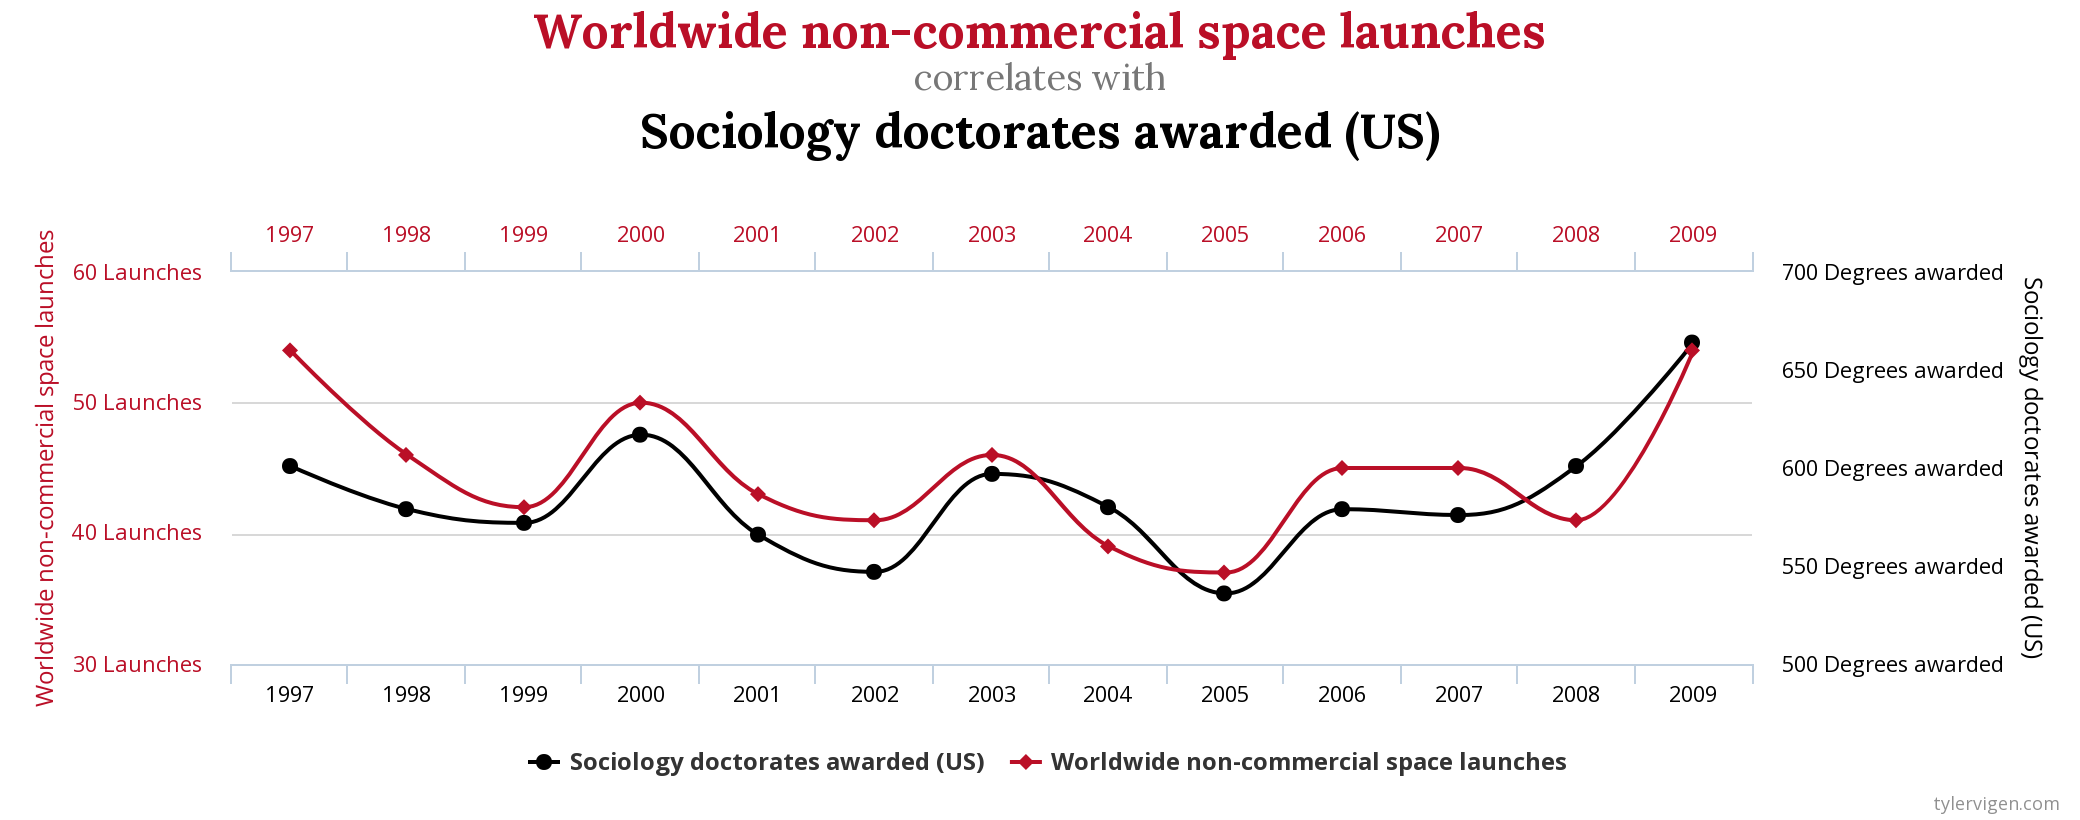 Worldwide non-commercial space launches
correlates with
Sociology doctorates awarded (US)
1997 1998 1999 2000 2001 2002 2003 2004 2005 2006 2007 2008 2009
Worldwide non-commercial space launches
60 Launches
50 Launches
40 Launches
30 Launches
700 Degrees awarded
650 Degrees awarded
600 Degrees awarded
550 Degrees awarded
500 Degrees awarded
Sociology doctorates awarded (US)
1997 1998 1999 2000 2001 2002 2003 2004 2005 2006 2007 2008 2009
Sociology doctorates awarded (US) Worldwide non-commercial space launches
tylervigen.com